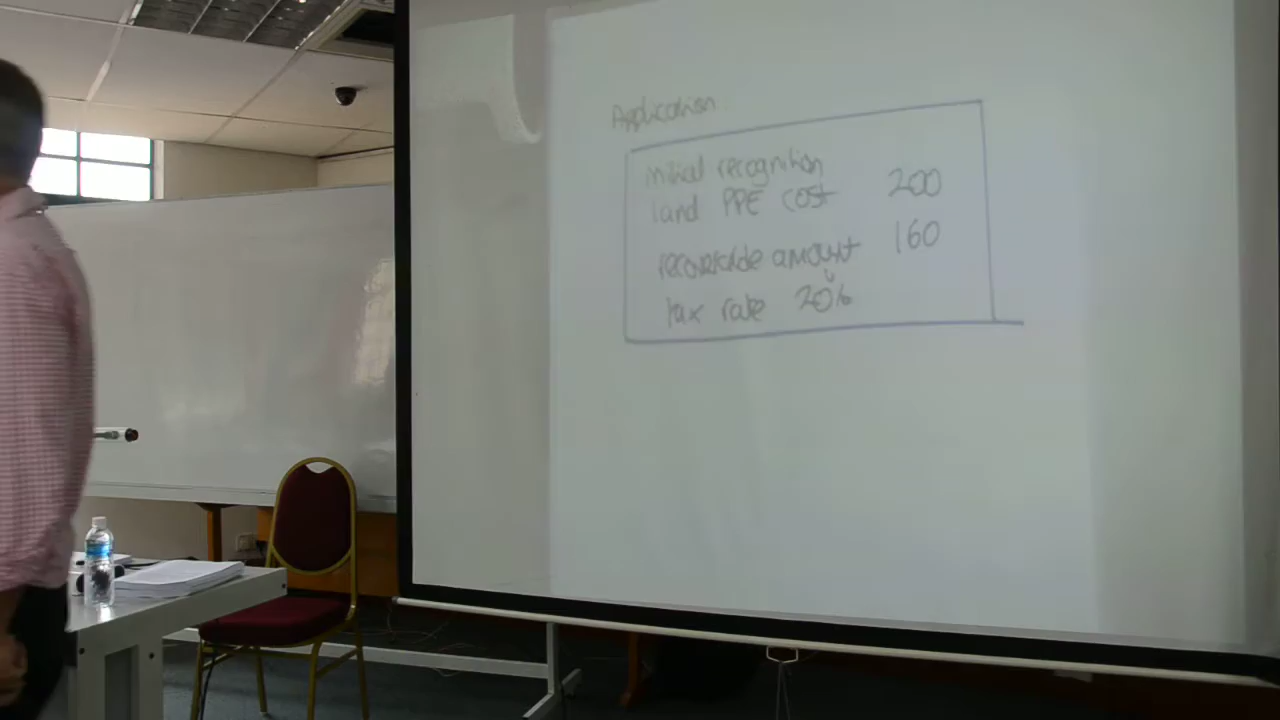 Application
initial recognition
land PPE cost 200
recoverable amount 160
tax rate 20%